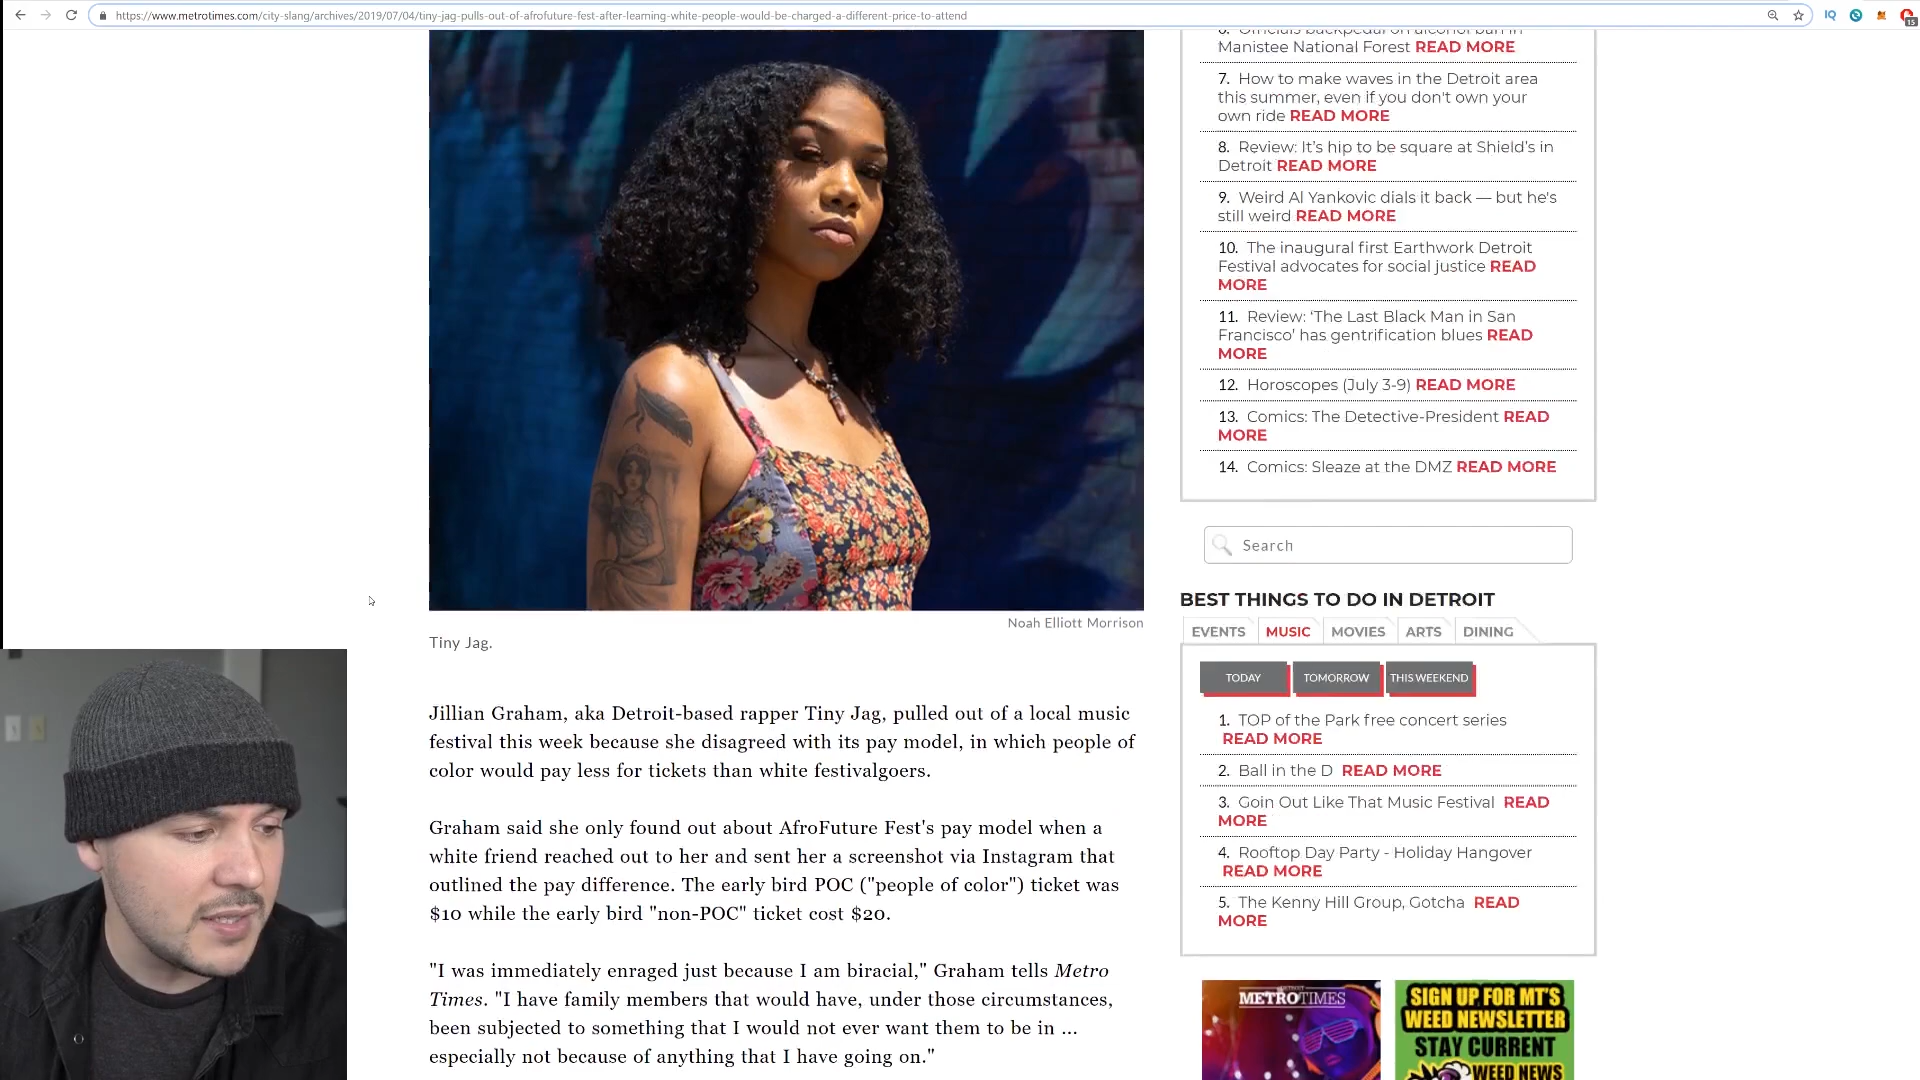 https://www.metrotimes.com/city-slang/archives/2019/07/04/tiny-jag-pulls-out-of-afrofuture-fest-after-learning-white-people-would-be-charged-a-different-price-to-attend
IQ
15
Noah Elliott Morrison
Tiny Jag.
Jillian Graham, aka Detroit-based rapper Tiny Jag, pulled out of a local music
festival this week because she disagreed with its pay model, in which people of
color would pay less for tickets than white festivalgoers.
Graham said she only found out about AfroFuture Fest's pay model when a
white friend reached out to her and sent her a screenshot via Instagram that
outlined the pay difference. The early bird POC ("people of color") ticket was
$10 while the early bird "non-POC" ticket cost $20.
"I was immediately enraged just because I am biracial," Graham tells Metro
Times. "I have family members that would have, under those circumstances,
been subjected to something that I would not ever want them to be in ...
especially not because of anything that I have going on."
6. Officials backpedal on alcohol ban in
Manistee National Forest READ MORE
7. How to make waves in the Detroit area
this summer, even if you don't own your
own ride READ MORE
8. Review: It's hip to be square at Shield's in
Detroit READ MORE
9. Weird Al Yankovic dials it back — but he's
still weird READ MORE
10. The inaugural first Earthwork Detroit
Festival advocates for social justice READ
MORE
11. Review: 'The Last Black Man in San
Francisco' has gentrification blues READ
MORE
12. Horoscopes (July 3-9) READ MORE
13. Comics: The Detective-President READ
MORE
14. Comics: Sleaze at the DMZ READ MORE
Search
BEST THINGS TO DO IN DETROIT
EVENTS MUSIC MOVIES ARTS DINING
TODAY TOMORROW THIS WEEKEND
1. TOP of the Park free concert series
READ MORE
2. Ball in the D READ MORE
3. Goin Out Like That Music Festival READ
MORE
4. Rooftop Day Party - Holiday Hangover
READ MORE
5. The Kenny Hill Group, Gotcha READ
MORE
DETROIT
METROTIMES
SIGN UP FOR MT'S
WEED NEWSLETTER
STAY CURRENT
WEED NEWS